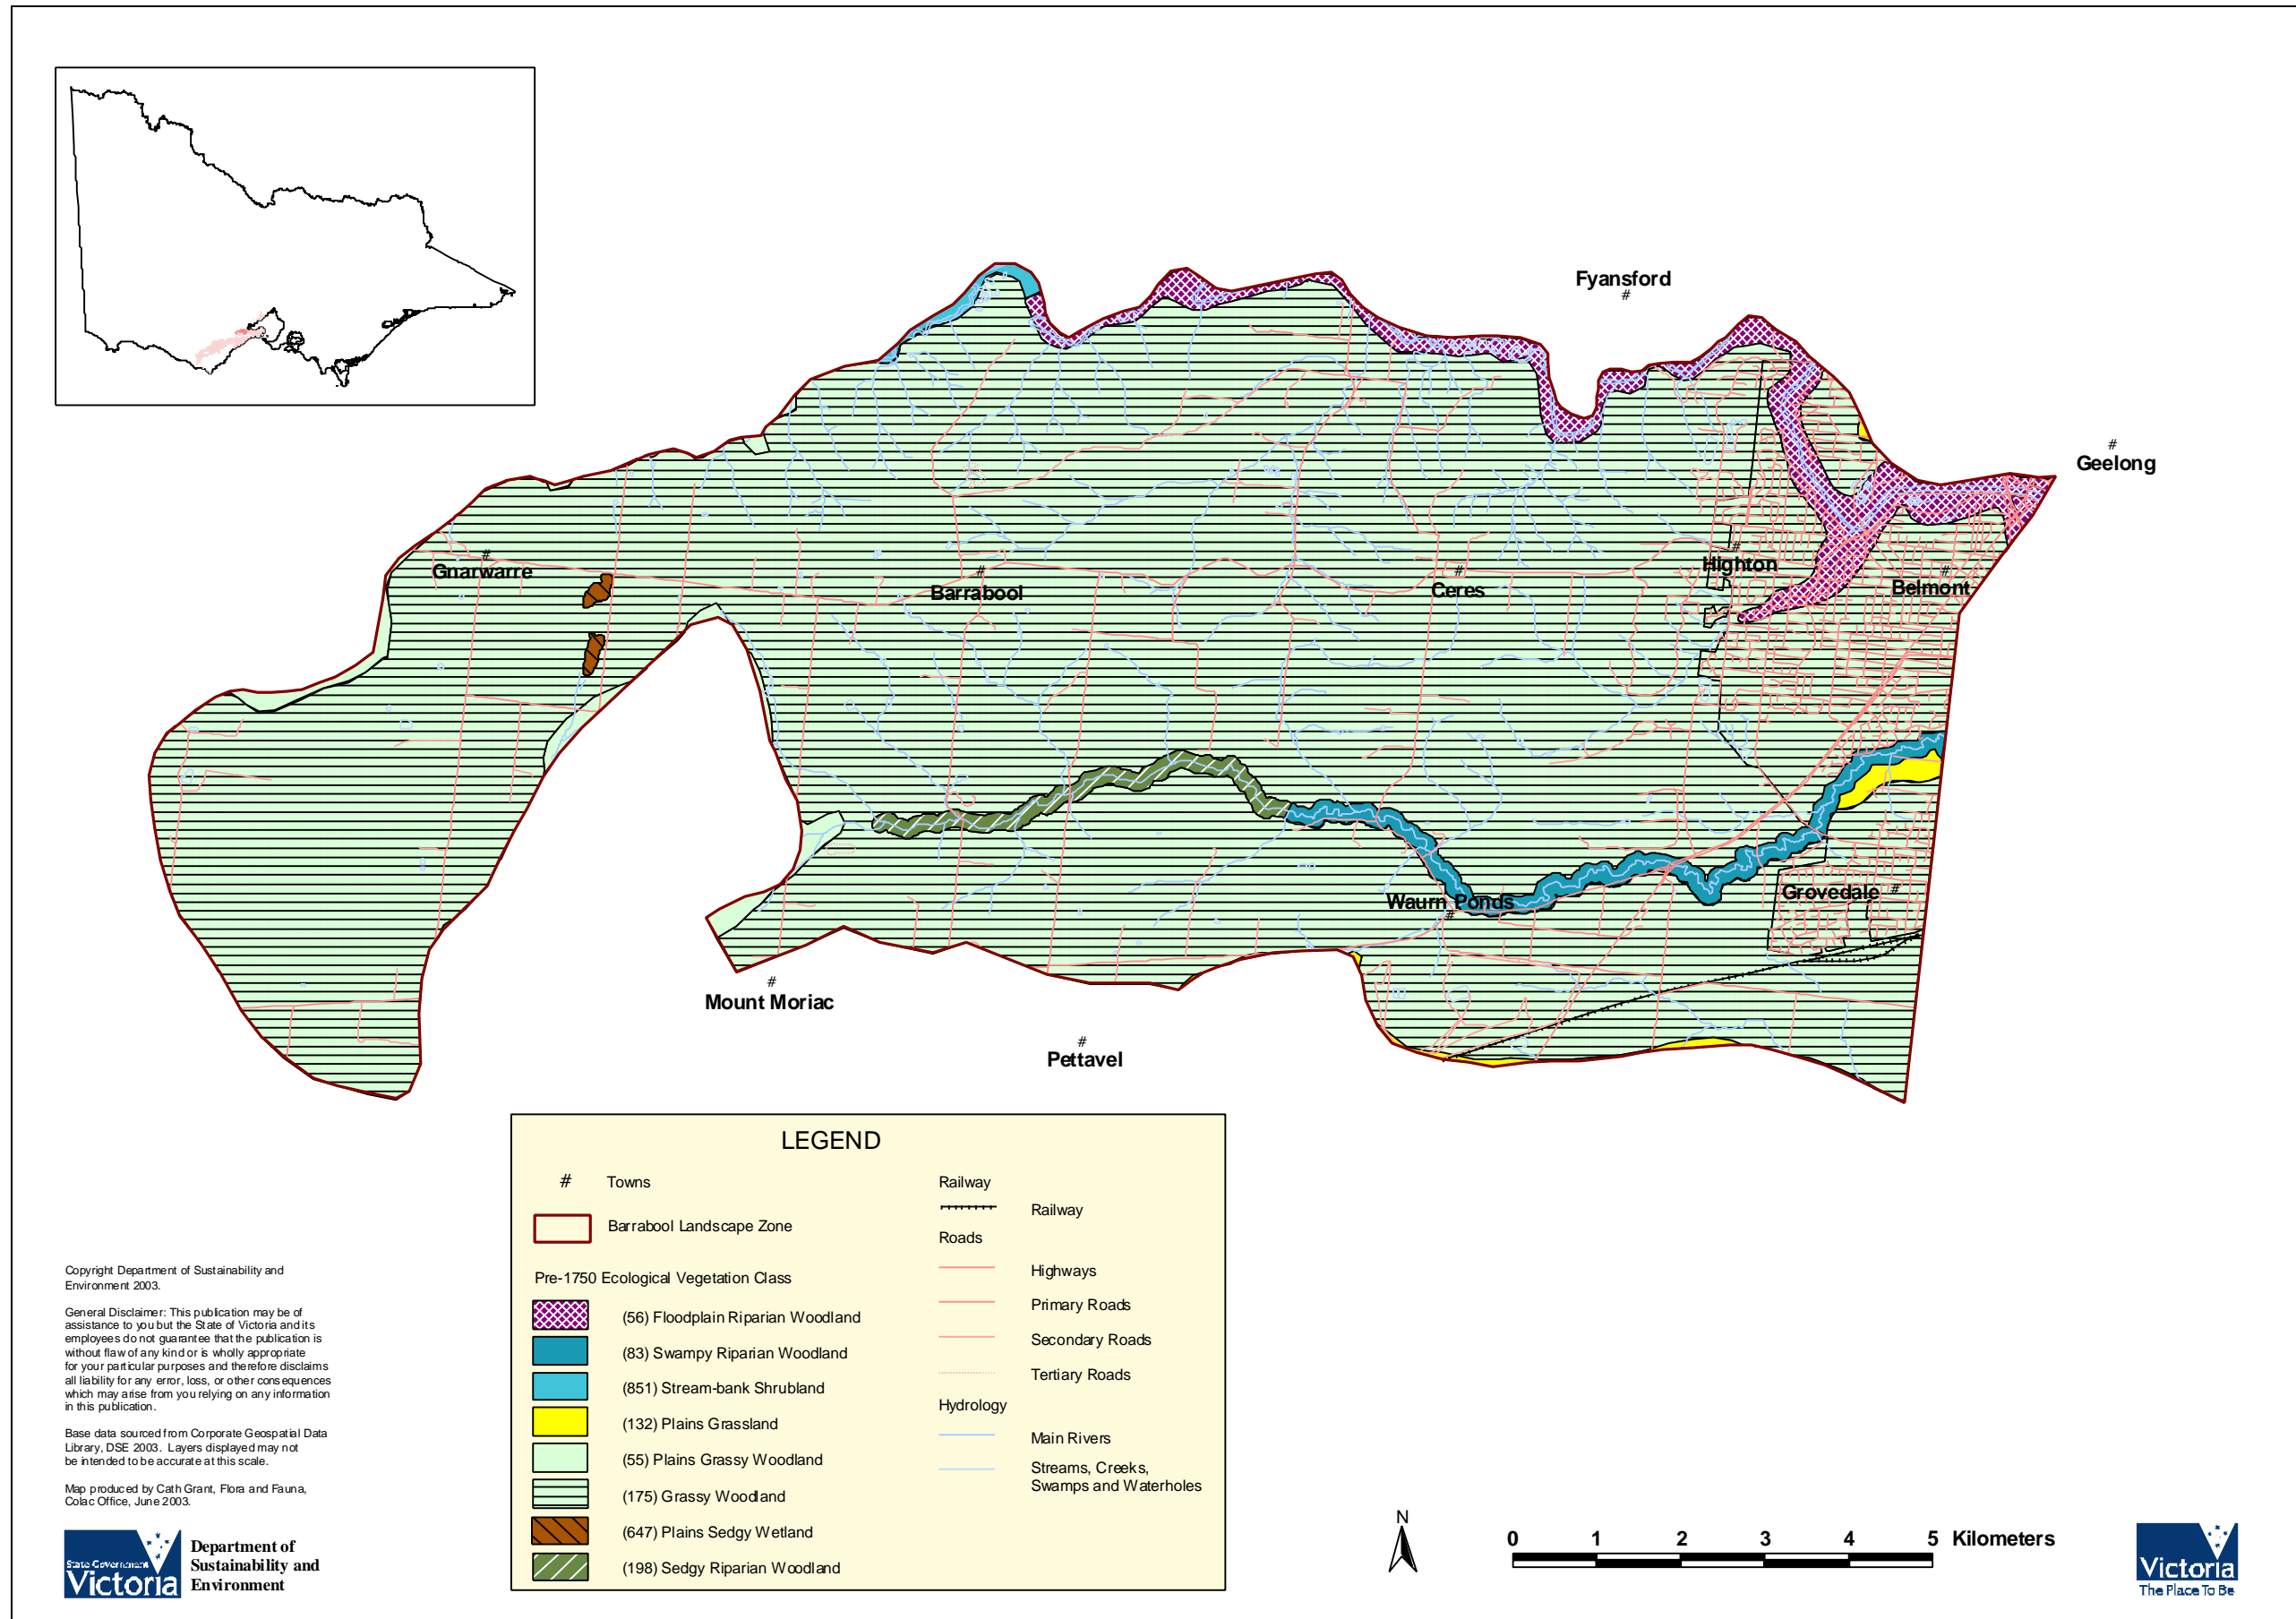 Fyansford
#
#
Geelong
#
Gnarwarre
#
Barrabool
#
Ceres
#
Highton
#
Belmont
Waurn Ponds
#
Grovedale #
#
Mount Moriac
#
Pettavel
LEGEND
# Towns
Barrabool Landscape Zone
Pre-1750 Ecological Vegetation Class
(56) Floodplain Riparian Woodland
(83) Swampy Riparian Woodland
(851) Stream-bank Shrubland
(132) Plains Grassland
(55) Plains Grassy Woodland
(175) Grassy Woodland
(647) Plains Sedgy Wetland
(198) Sedgy Riparian Woodland
Railway
Railway
Roads
Highways
Primary Roads
Secondary Roads
Tertiary Roads
Hydrology
Main Rivers
Streams, Creeks,
Swamps and Waterholes
Copyright Department of Sustainability and
Environment 2003.
General Disclaimer: This publication may be of
assistance to you but the State of Victoria and its
employees do not guarantee that the publication is
without flaw of any kind or is wholly appropriate
for your particular purposes and therefore disclaims
all liability for any error, loss, or other consequences
which may arise from you relying on any information
in this publication.
Base data sourced from Corporate Geospatial Data
Library, DSE 2003. Layers displayed may not
be intended to be accurate at this scale.
Map produced by Cath Grant, Flora and Fauna,
Colac Office, June 2003.
State Government
Victoria
Department of
Sustainability and
Environment
N
0 1 2 3 4 5 Kilometers
Victoria
The Place To Be